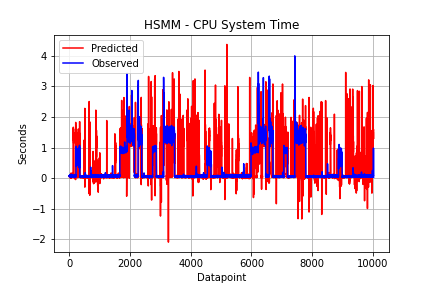 HSMM - CPU System Time
Predicted
Observed
Seconds
4
3
2
1
0
−1
−2
0 2000 4000 6000 8000 10000
Datapoint